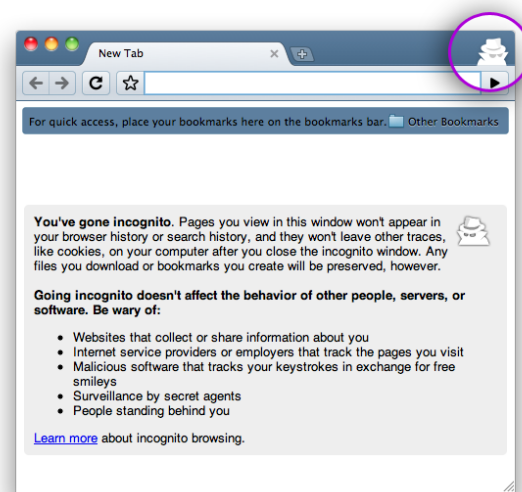 New Tab
For quick access, place your bookmarks here on the bookmarks bar. Other Bookmarks
You've gone incognito. Pages you view in this window won't appear in
your browser history or search history, and they won't leave other traces,
like cookies, on your computer after you close the incognito window. Any
files you download or bookmarks you create will be preserved, however.
Going incognito doesn't affect the behavior of other people, servers, or
software. Be wary of:
• Websites that collect or share information about you
• Internet service providers or employers that track the pages you visit
• Malicious software that tracks your keystrokes in exchange for free
smileys
• Surveillance by secret agents
• People standing behind you
Learn more about incognito browsing.